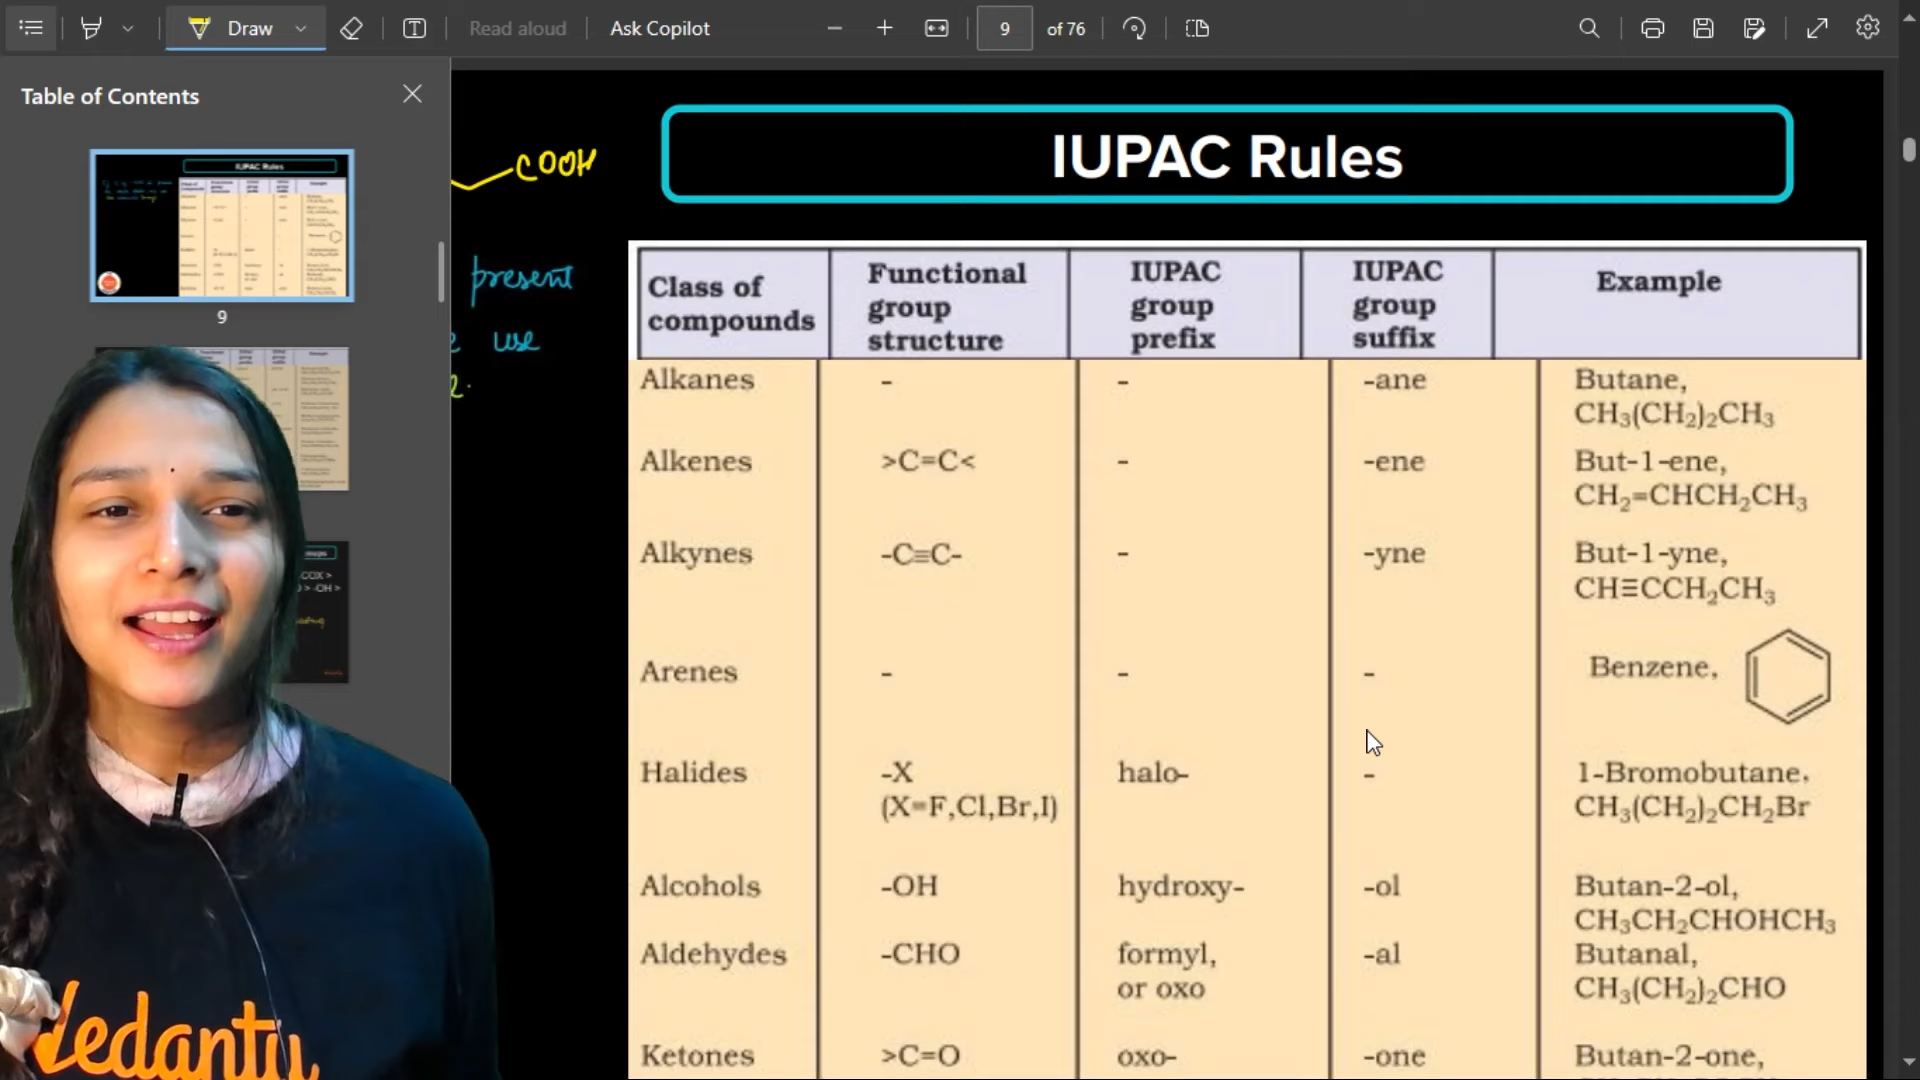 Draw
Read aloud
Ask Copilot
9
of 76
Table of Contents
IUPAC Rules
9
COOH
present
use
IUPAC Rules
Class of compounds
Functional group structure
IUPAC group prefix
IUPAC group suffix
Example
Alkanes - - -ane Butane,
CH₃(CH₂)₂CH₃
Alkenes >C=C< - -ene But-1-ene,
CH₂=CHCH₂CH₃
Alkynes -C≡C- - -yne But-1-yne,
CH≡CCH₂CH₃
Arenes - - - Benzene,
Halides -X halo- - 1-Bromobutane,
(X=F,Cl,Br,I) CH₃(CH₂)₂CH₂Br
Alcohols -OH hydroxy- -ol Butan-2-ol,
CH₃CH₂CHOHCH₃
Aldehydes -CHO formyl, -al Butanal,
or oxo CH₃(CH₂)₂CHO
Ketones >C=O oxo- -one Butan-2-one,
Vedantu